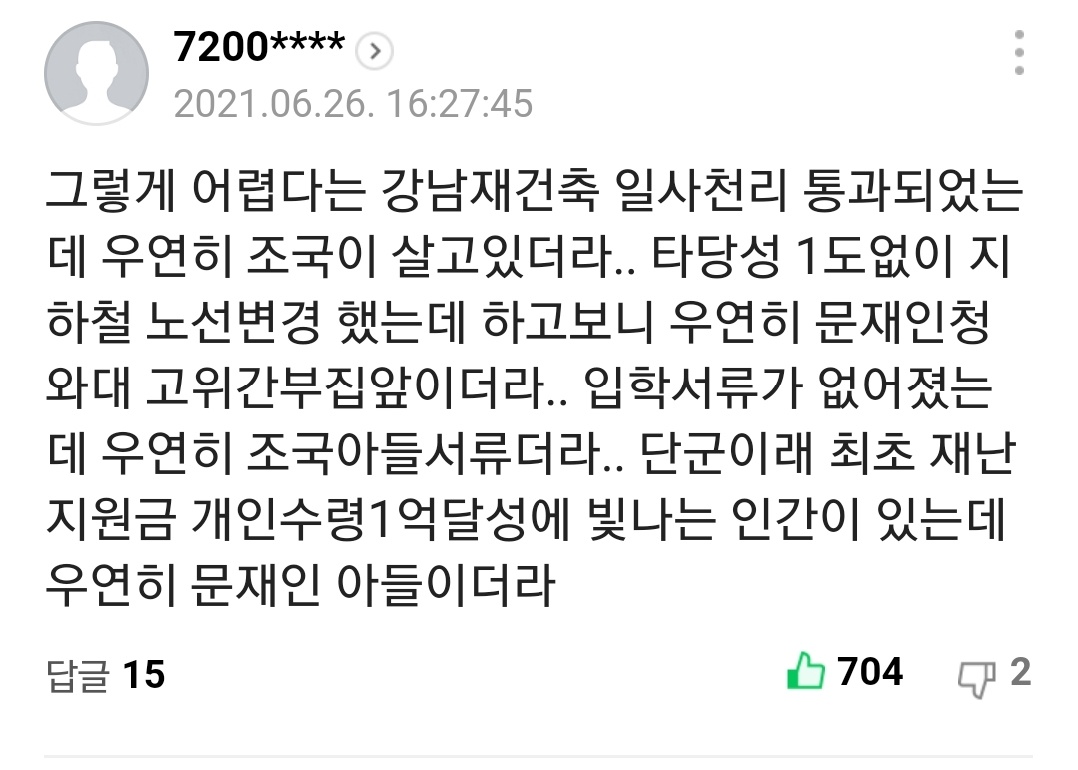 7200****
2021.06.26. 16:27:45
그렇게 어렵다는 강남재건축 일사천리 통과되었는
데 우연히 조국이 살고있더라.. 타당성 1도없이 지
하철 노선변경 했는데 하고보니 우연히 문재인청
와대 고위간부집앞이더라.. 입학서류가 없어졌는
데 우연히 조국아들서류더라.. 단군이래 최초 재난
지원금 개인수령1억달성에 빛나는 인간이 있는데
우연히 문재인 아들이더라
답글 15 704 2